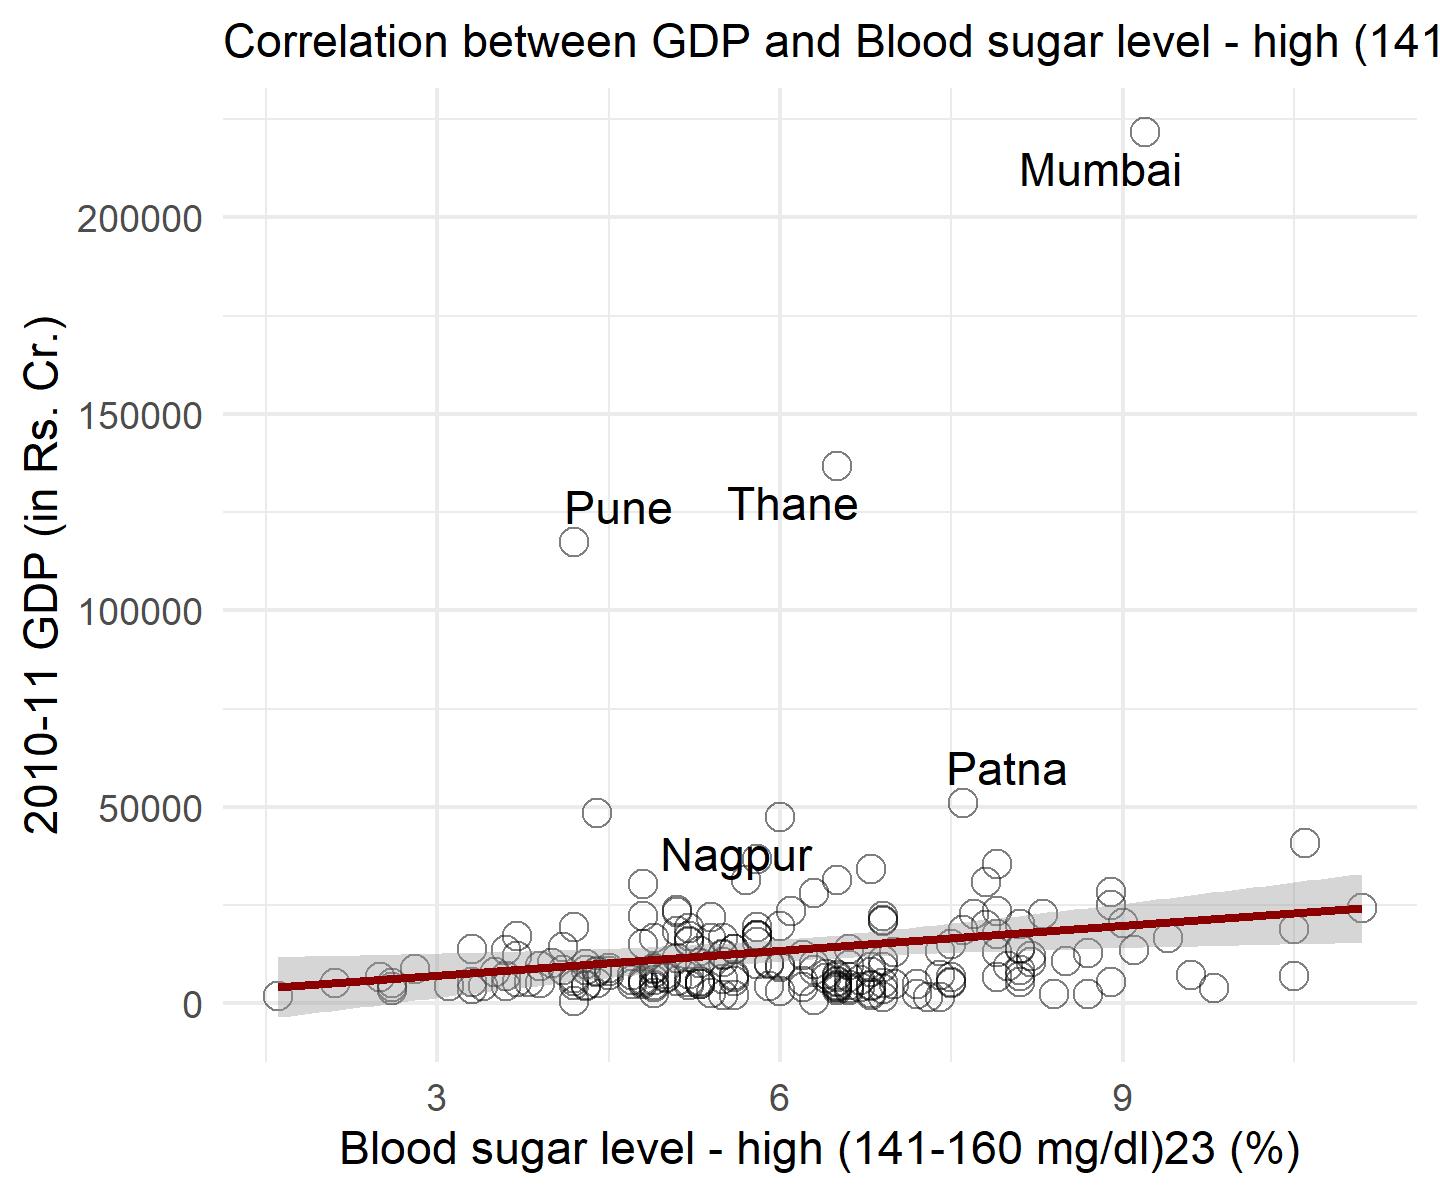 Correlation between GDP and Blood sugar level - high (141
Mumbai
200000
150000
Pune
Thane
100000
Patna
50000
Nagpur
0
2010-11 GDP (in Rs. Cr.)
3
6
9
Blood sugar level - high (141-160 mg/dl)23 (%)